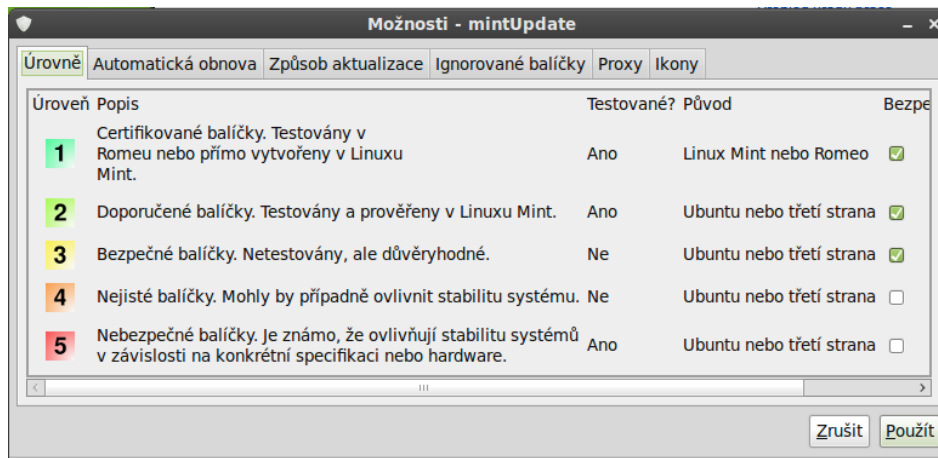 Možnosti - mintUpdate
Úrovně Automatická obnova Způsob aktualizace Ignorované balíčky Proxy Ikony
Úroveň Popis Testované? Původ Bezpe
Certifikované balíčky. Testovány v
1 Romeu nebo přímo vytvořeny v Linuxu Ano Linux Mint nebo Romeo
Mint.
2 Doporučené balíčky. Testovány a prověřeny v Linuxu Mint. Ano Ubuntu nebo třetí strana
3 Bezpečné balíčky. Netestovány, ale důvěryhodné. Ne Ubuntu nebo třetí strana
4 Nejisté balíčky. Mohly by případně ovlivnit stabilitu systému. Ne Ubuntu nebo třetí strana
Nebezpečné balíčky. Je známo, že ovlivňují stabilitu systémů
5 v závislosti na konkrétní specifikaci nebo hardware. Ano Ubuntu nebo třetí strana
Zrušit Použít